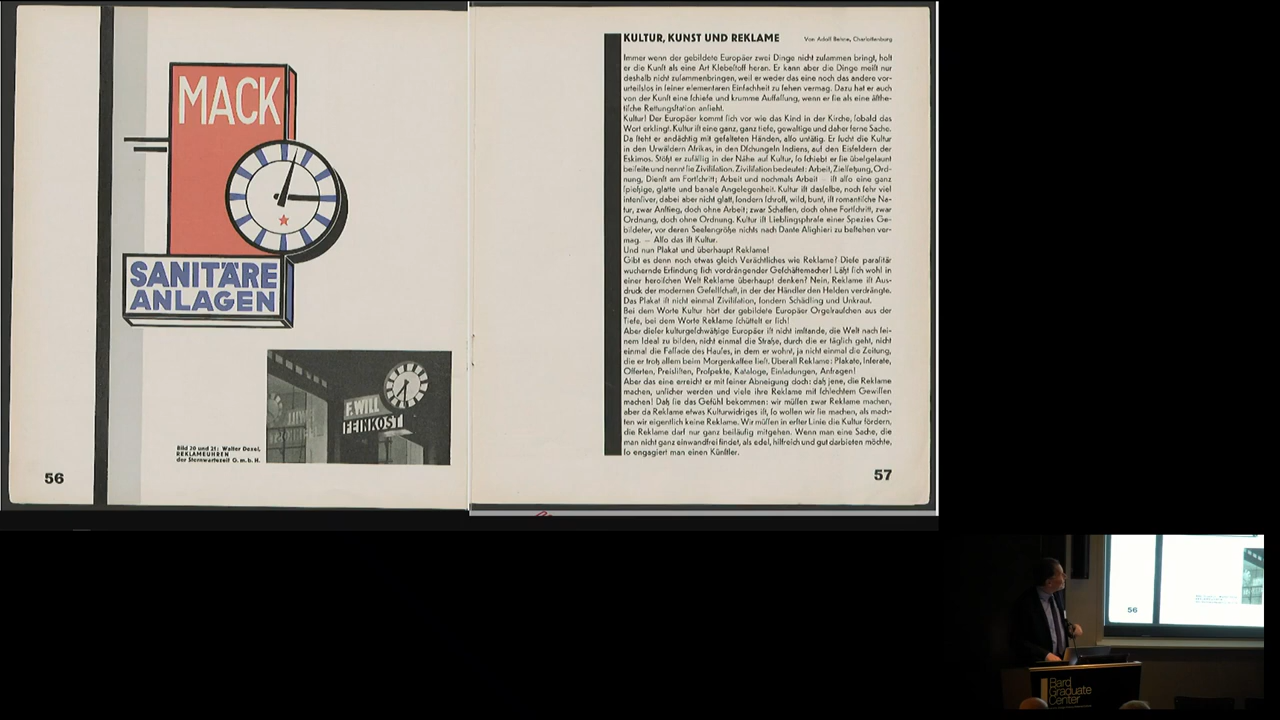 MACK
SANITÄRE
ANLAGEN
F.WILL
FEINKOST
Bild 20 und 21: Walter Dexel,
REKLAMEUHREN
der Sternwartezeit G. m. b. H.
56
KULTUR, KUNST UND REKLAME
Von Adolf Behne, Charlottenburg
Immer wenn der gebildete Europäer zwei Dinge nicht zusammen bringt, holt
er die Kunſt als eine Art Klebeſtoff heran. Er kann aber die Dinge meiſt nur
deshalb nicht zuſammenbringen, weil er weder das eine noch das andere vor-
urteilslos in ſeiner elementaren Einfachheit zu ſehen vermag. Dazu hat er auch
von der Kunſt eine ſchiefe und krumme Auffaſſung, wenn er ſie als eine äſthe-
tiſche Rettungsſtation anſieht.
Kultur! Der Europäer kommt ſich vor wie das Kind in der Kirche, ſobald das
Wort erklingt. Kultur iſt eine ganz, ganz tiefe, gewaltige und daher ferne Sache.
Da ſteht er andächtig mit gefalteten Händen, alſo untätig. Er ſucht die Kultur
in den Urwäldern Afrikas, in den Dſchungeln Indiens, auf den Eisfeldern der
Eskimos. Stößt er zufällig in der Nähe auf Kultur, ſo ſchiebt er ſie übelgelaunt
beiſeite und nennt ſie Ziviliſation. Ziviliſation bedeutet: Arbeit, Zielſetzung, Ord-
nung, Dienſt am Fortſchritt; Arbeit und nochmals Arbeit — iſt alſo eine ganz
ſpießige, glatte und banale Angelegenheit. Kultur iſt dasſelbe, noch ſehr viel
intenſiver, dabei aber nicht glatt, ſondern ſchroff, wild, bunt, iſt romantiſche Na-
tur, zwar Anſtieg, doch ohne Arbeit; zwar Schaffen, doch ohne Fortſchritt, zwar
Ordnung, doch ohne Ordnung. Kultur iſt Lieblingsphrase einer Spezies Ge-
bildeter, vor deren Seelengröße nichts nach Dante Alighieri zu beſtehen ver-
mag. — Alſo das iſt Kultur.
Und nun Plakat und überhaupt Reklame!
Gibt es denn noch etwas gleich Verächtliches wie Reklame? Dieſe paraſitär
wuchernde Erfindung ſich vordrängender Geſchäftemacher! Läßt ſich wohl in
einer heroiſchen Welt Reklame überhaupt denken? Nein, Reklame iſt Aus-
druck der modernen Geſellſchaft, in der der Händler den Helden verdrängte.
Das Plakat iſt nicht einmal Ziviliſation, ſondern Schädling und Unkraut.
Bei dem Worte Kultur hört der gebildete Europäer Orgelrauſchen aus der
Tiefe, bei dem Worte Reklame ſchüttelt er ſich!
Aber dieſer kulturgeſchwätzige Europäer iſt nicht imſtande, die Welt nach ſei-
nem Ideal zu bilden, nicht einmal die Straße, durch die er täglich geht, nicht
einmal die Faſſade des Hauſes, in dem er wohnt, ja nicht einmal die Zeitung,
die er trotz allem beim Morgenkaffee lieſt. Überall Reklame: Plakate, Inſerate,
Offerten, Preisliſten, Proſpekte, Kataloge, Einladungen, Anfragen!
Aber das eine erreicht er mit ſeiner Abneigung doch: daß jene, die Reklame
machen, unſicher werden und viele ihre Reklame mit ſchlechtem Gewiſſen
machen! Daß ſie das Gefühl bekommen: wir müſſen zwar Reklame machen,
aber da Reklame etwas Kulturwidriges iſt, ſo wollen wir ſie machen, als mach-
ten wir eigentlich keine Reklame. Wir müſſen in erſter Linie die Kultur fördern,
die Reklame darf nur ganz beiläufig mitgehen. Wenn man eine Sache, die
man nicht ganz einwandfrei findet, als edel, hilfreich und gut darbieten möchte,
ſo engagiert man einen Künſtler.
57
56
Bard
Graduate
Center